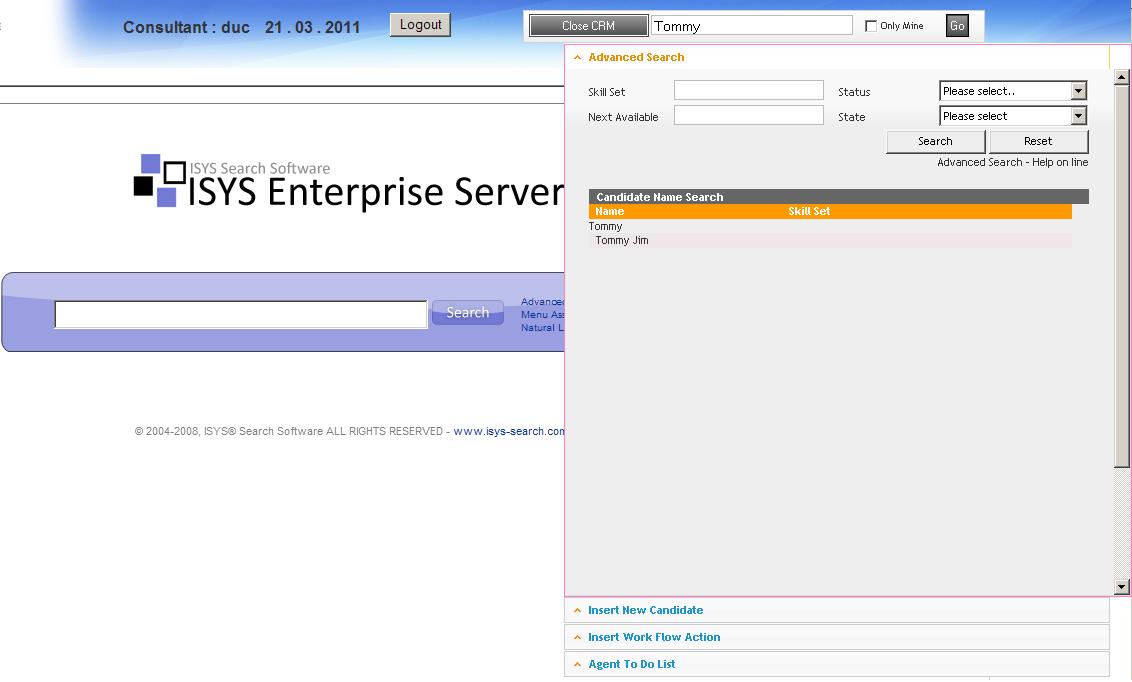 Consultant : duc 21 . 03 . 2011 Logout Close CRM Tommy Only Mine Go
Advanced Search
Skill Set Status Please select..
Next Available State Please select
Search Reset
Advanced Search - Help on line
Candidate Name Search
Name Skill Set
Tommy
Tommy Jim
ISYS Search Software
ISYS Enterprise Server
Search
Advanced
Menu Ass
Natural L
© 2004-2008, ISYS® Search Software ALL RIGHTS RESERVED - www.isys-search.com
Insert New Candidate
Insert Work Flow Action
Agent To Do List